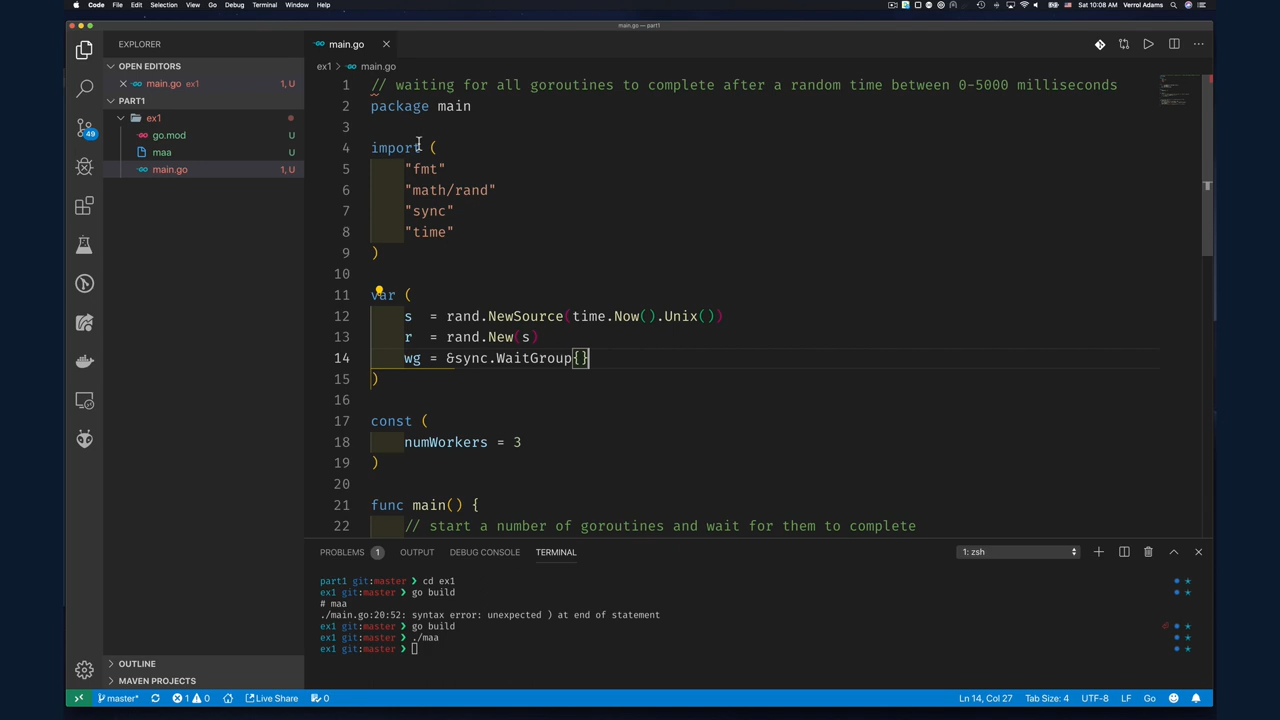 Code File Edit Selection View Go Debug Terminal Window Help
Sat 10:08 AM Verrol Adams
main.go — part1
EXPLORER
OPEN EDITORS
main.go ex1 1, U
PART1
ex1
go.mod U
maa U
main.go 1, U
49
main.go
ex1 > main.go
1 // waiting for all goroutines to complete after a random time between 0-5000 milliseconds
2 package main
3
4 import (
5 "fmt"
6 "math/rand"
7 "sync"
8 "time"
9 )
10
11 var (
12 s = rand.NewSource(time.Now().Unix())
13 r = rand.New(s)
14 wg = &sync.WaitGroup{}
15 )
16
17 const (
18 numWorkers = 3
19 )
20
21 func main() {
22 // start a number of goroutines and wait for them to complete
PROBLEMS 1 OUTPUT DEBUG CONSOLE TERMINAL
1: zsh
part1 git:master ❯ cd ex1
ex1 git:master ❯ go build
# maa
./main.go:20:52: syntax error: unexpected ) at end of statement
ex1 git:master ❯ go build
ex1 git:master ❯ ./maa
ex1 git:master ❯
OUTLINE
MAVEN PROJECTS
master* 1 0 Live Share 0
Ln 14, Col 27 Tab Size: 4 UTF-8 LF Go